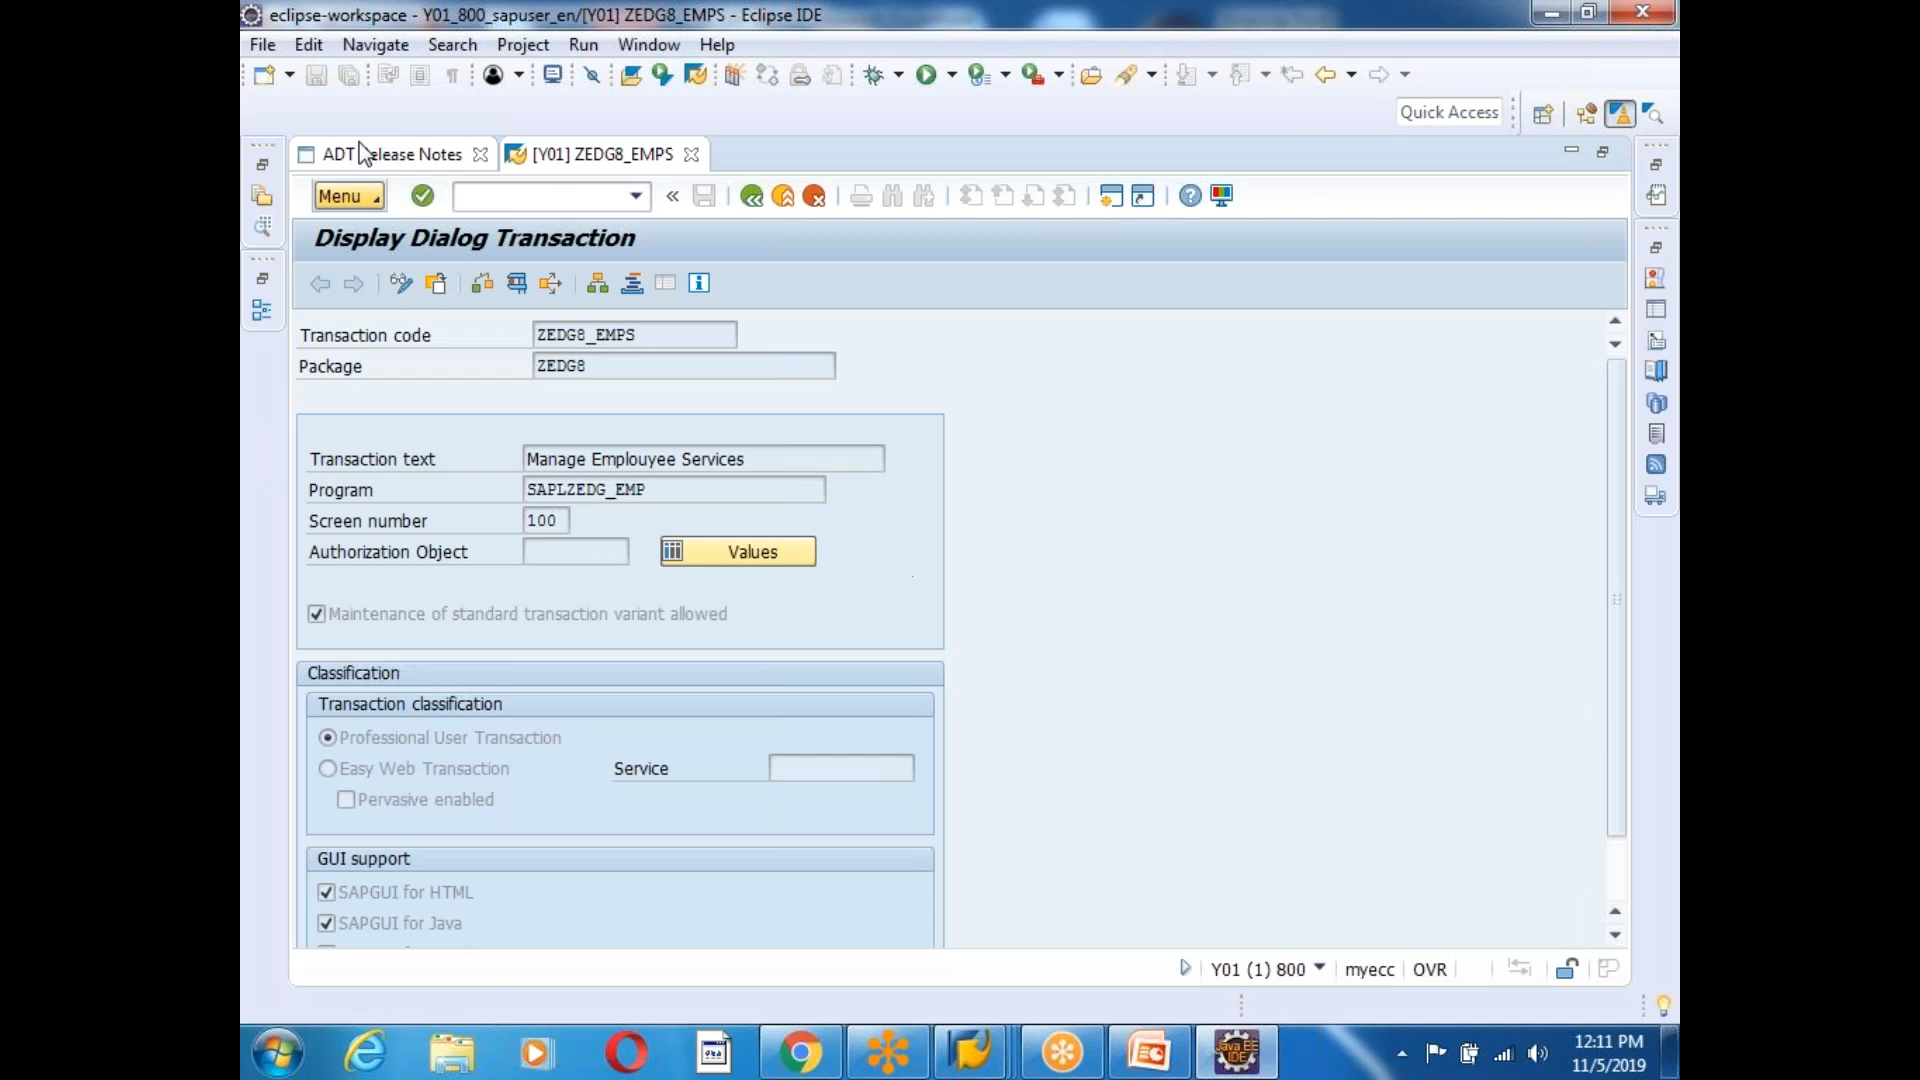 eclipse-workspace - Y01_800_sapuser_en/[Y01] ZEDG8_EMPS - Eclipse IDE
File Edit Navigate Search Project Run Window Help
Quick Access
ADT Release Notes [Y01] ZEDG8_EMPS
Menu
Display Dialog Transaction
Transaction code ZEDG8_EMPS
Package ZEDG8
Transaction text Manage Emplouyee Services
Program SAPLZEDG_EMP
Screen number 100
Authorization Object Values
Maintenance of standard transaction variant allowed
Classification
Transaction classification
Professional User Transaction
Easy Web Transaction Service
Pervasive enabled
GUI support
SAPGUI for HTML
SAPGUI for Java
Y01 (1) 800 myecc OVR
Java EE
IDE
12:11 PM
11/5/2019